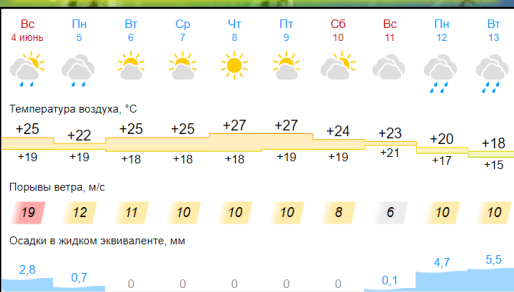 Вс Пн Вт Ср Чт Пт Сб Вс Пн Вт
4 июнь 5 6 7 8 9 10 11 12 13
Температура воздуха, °C
+25 +22 +25 +25 +27 +27 +24 +23 +20 +18
+19 +19 +18 +18 +18 +19 +19 +21 +17 +15
Порывы ветра, м/с
19 12 11 10 10 10 8 6 10 10
Осадки в жидком эквиваленте, мм
2,8 0,7 0 0 0 0 0 0,1 4,7 5,5